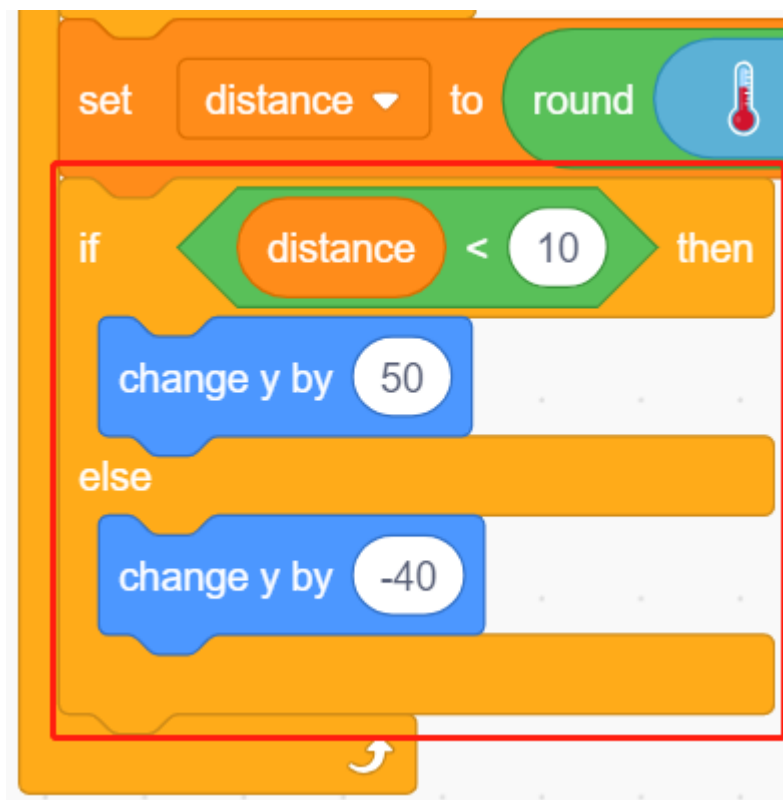 set distance to round
if distance < 10 then
change y by 50
else
change y by -40